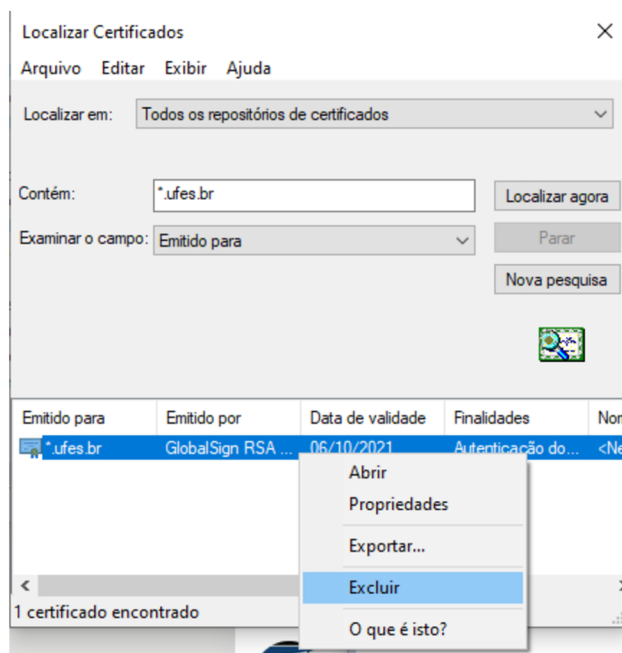 Localizar Certificados
Arquivo Editar Exibir Ajuda
Localizar em: Todos os repositórios de certificados
Contém: *.ufes.br Localizar agora
Examinar o campo: Emitido para Parar
Nova pesquisa
Emitido para Emitido por Data de validade Finalidades
*.ufes.br GlobalSign RSA ... 06/10/2021 Autenticação do...
Abrir
Propriedades
Exportar...
Excluir
1 certificado encontrado
O que é isto?